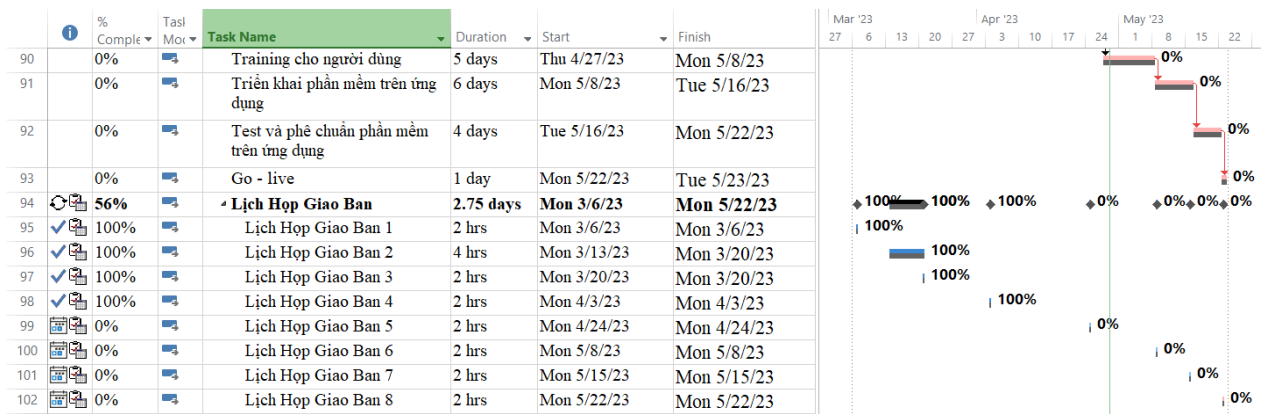 % Comple Task Moc Task Name Duration Start Finish Mar '23 Apr '23 May '23
27 6 13 20 27 3 10 17 24 1 8 15 22
90 0% Training cho người dùng 5 days Thu 4/27/23 Mon 5/8/23 0%
91 0% Triển khai phần mềm trên ứng 6 days Mon 5/8/23 Tue 5/16/23 0%
dụng
92 0% Test và phê chuẩn phần mềm 4 days Tue 5/16/23 Mon 5/22/23 0%
trên ứng dụng
93 0% Go - live 1 day Mon 5/22/23 Tue 5/23/23 0%
94 56% Lịch Họp Giao Ban 2.75 days Mon 3/6/23 Mon 5/22/23 100% 100% 100% 0% 0% 0% 0%
95 100% Lịch Họp Giao Ban 1 2 hrs Mon 3/6/23 Mon 3/6/23 100%
96 100% Lịch Họp Giao Ban 2 4 hrs Mon 3/13/23 Mon 3/20/23 100%
97 100% Lịch Họp Giao Ban 3 2 hrs Mon 3/20/23 Mon 3/20/23 100%
98 100% Lịch Họp Giao Ban 4 2 hrs Mon 4/3/23 Mon 4/3/23 100%
99 0% Lịch Họp Giao Ban 5 2 hrs Mon 4/24/23 Mon 4/24/23 0%
100 0% Lịch Họp Giao Ban 6 2 hrs Mon 5/8/23 Mon 5/8/23 0%
101 0% Lịch Họp Giao Ban 7 2 hrs Mon 5/15/23 Mon 5/15/23 0%
102 0% Lịch Họp Giao Ban 8 2 hrs Mon 5/22/23 Mon 5/22/23 0%